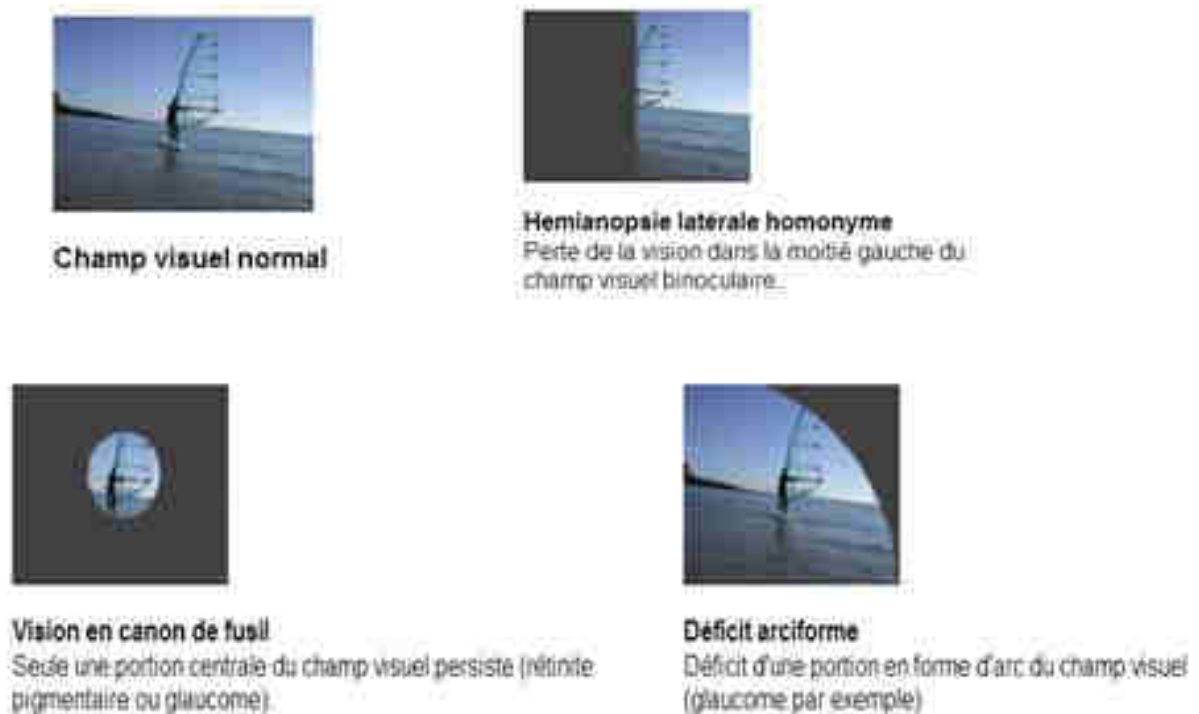 Champ visuel normal
Hemianopsie latérale homonyme
Perte de la vision dans la moitié gauche du
champ visuel binoculaire.
Vision en canon de fusil
Seule une portion centrale du champ visuel persiste (rétinite
pigmentaire ou glaucome).
Déficit arciforme
Déficit d'une portion en forme d'arc du champ visuel
(glaucome par exemple)